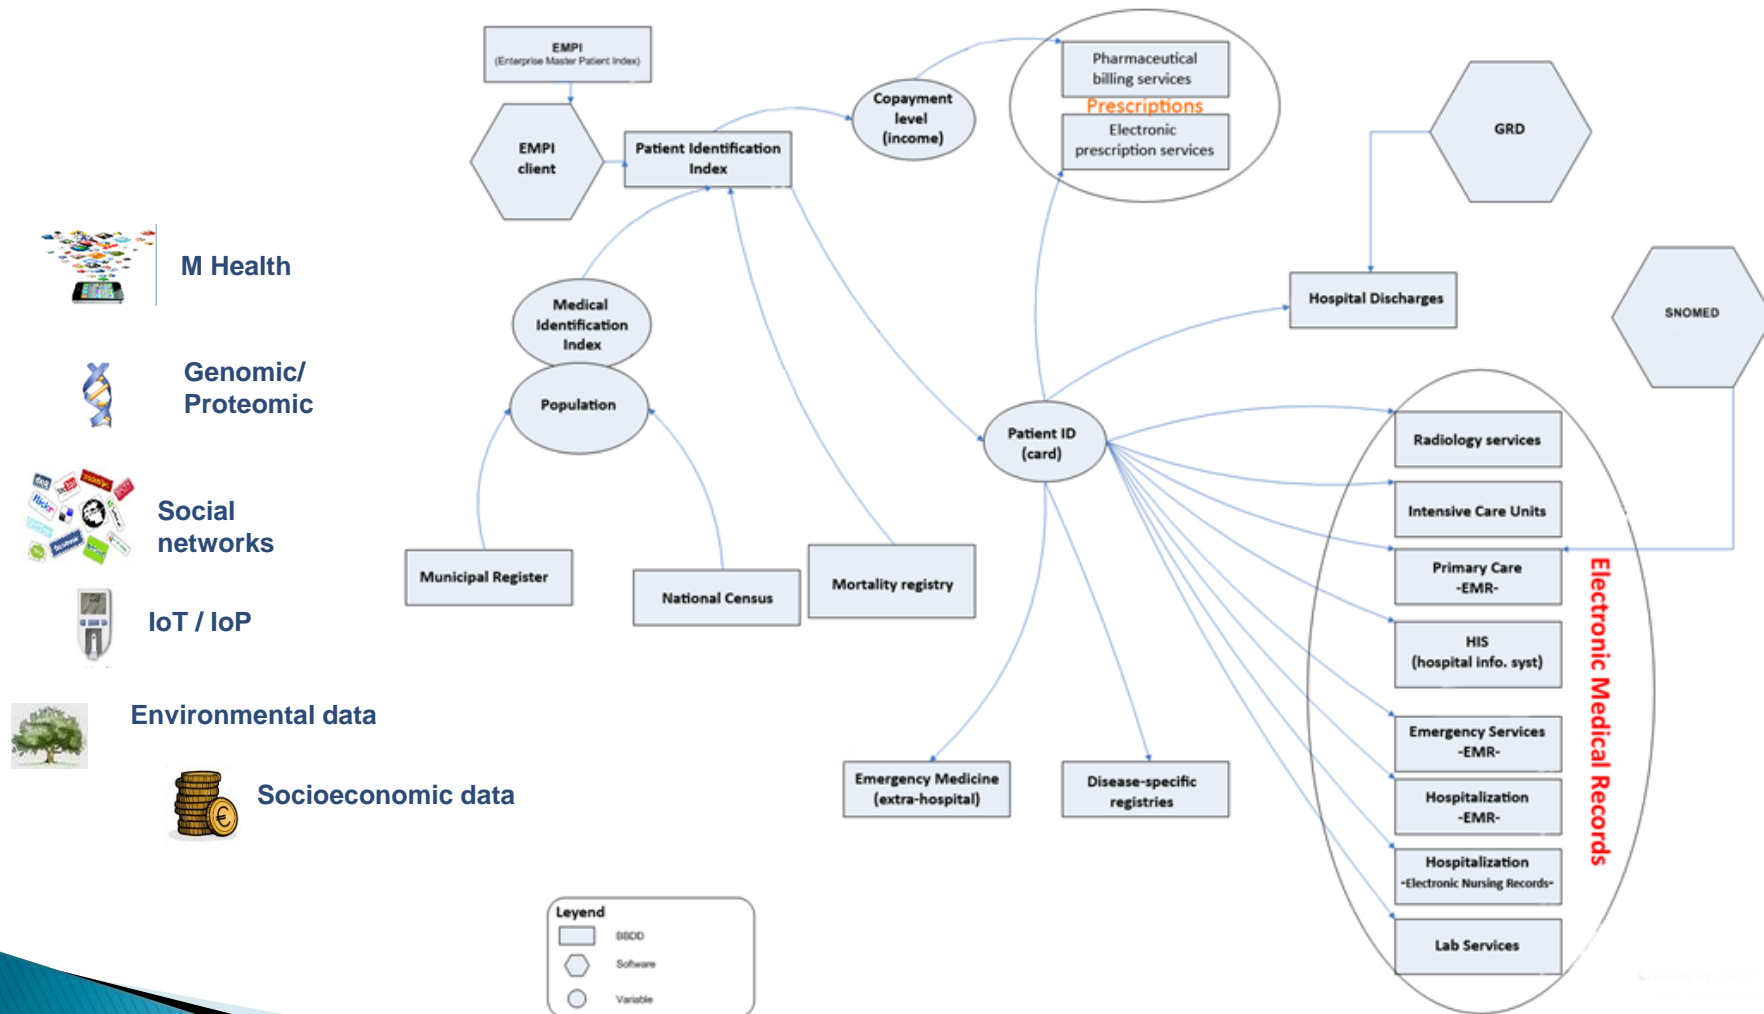 EMPI
(Enterprise Master Patient Index)
EMPI
client
Patient Identification
Index
Copayment
level
(income)
Pharmaceutical
billing services
Prescriptions
Electronic
prescription services
GRD
M Health
Medical
Identification
Index
Hospital Discharges
SNOMED
Genomic/
Proteomic
Population
Patient ID
(card)
Radiology services
Social
networks
flickr
facebook
Intensive Care Units
Municipal Register
National Census
Mortality registry
Primary Care
-EMR-
IoT / IoP
HIS
(hospital info. syst)
Electronic Medical Records
Environmental data
Emergency Services
-EMR-
Socioeconomic data
Emergency Medicine
(extra-hospital)
Disease-specific
registries
Hospitalization
-EMR-
Hospitalization
-Electronic Nursing Records-
Lab Services
Leyend
BBDD
Software
Variable